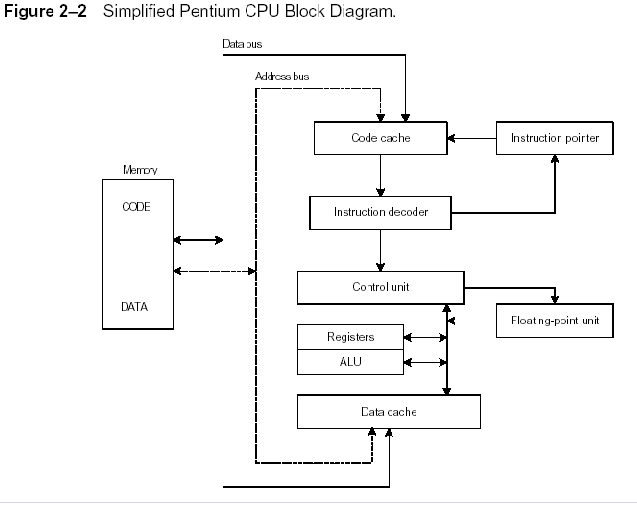 Figure 2–2 Simplified Pentium CPU Block Diagram.
Data bus
Address bus
Code cache
Instruction pointer
Memory
CODE
Instruction decoder
Control unit
DATA
Floating-point unit
Registers
ALU
Data cache